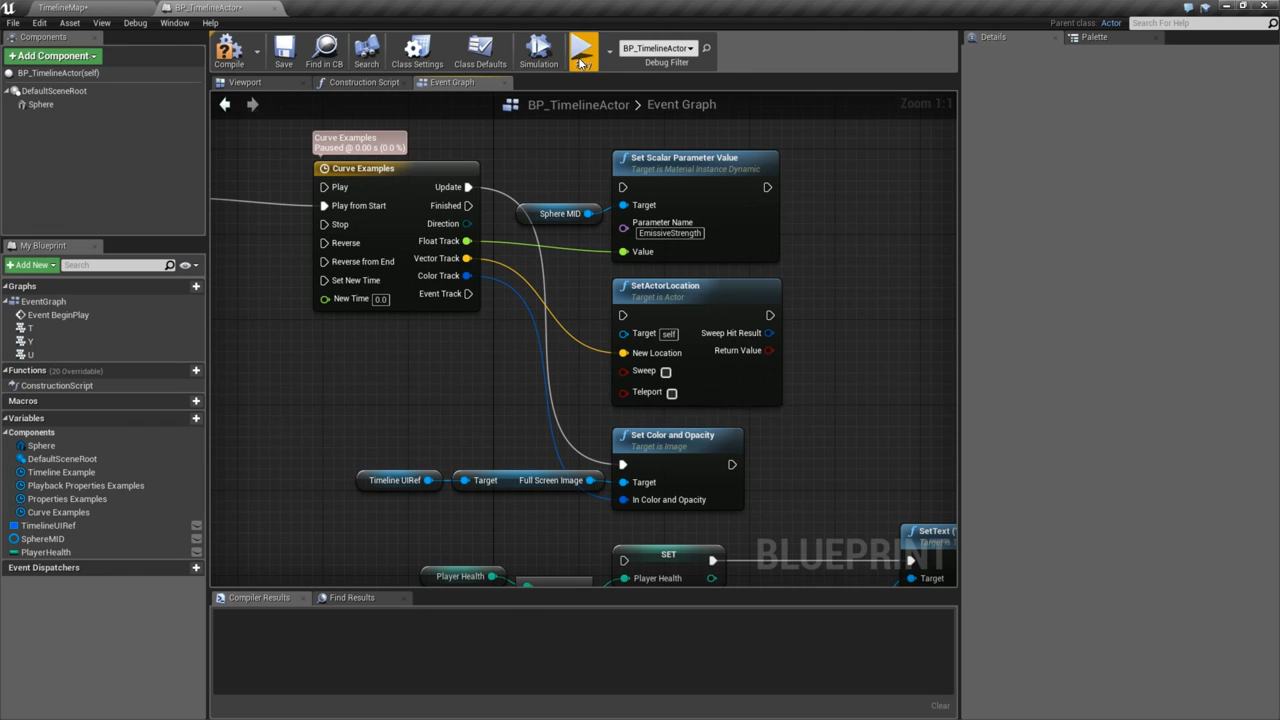 TimelineMap*
BP_TimelineActor*
File Edit Asset View Debug Window Help
Parent class: Actor
Search For Help
Components
Add Component
BP_TimelineActor(self)
DefaultSceneRoot
Sphere
Compile
Save
Find in CB
Search
Class Settings
Class Defaults
Simulation
BP_TimelineActor
Debug Filter
Details
Palette
Viewport
Construction Script
Event Graph
BP_TimelineActor > Event Graph
Zoom 1:1
Curve Examples
Paused @ 0.00 s (0.0 %)
Curve Examples
Play
Update
Play from Start
Finished
Stop
Direction
Reverse
Float Track
Reverse from End
Vector Track
Set New Time
Color Track
New Time 0.0
Event Track
Sphere MID
Set Scalar Parameter Value
Target is Material Instance Dynamic
Target
Parameter Name
EmissiveStrength
Value
SetActorLocation
Target is Actor
Target self
Sweep Hit Result
New Location
Return Value
Sweep
Teleport
Set Color and Opacity
Target is Image
Target
In Color and Opacity
Timeline UIRef
Target Full Screen Image
SET
Player Health
Player Health
Target
BLUEPRINT
My Blueprint
Add New
Search
Graphs
EventGraph
Event BeginPlay
T
Y
U
Functions (20 Overridable)
ConstructionScript
Macros
Variables
Components
Sphere
DefaultSceneRoot
Timeline Example
Playback Properties Examples
Properties Examples
Curve Examples
TimelineUIRef
SphereMID
PlayerHealth
Event Dispatchers
Compiler Results
Find Results
Clear